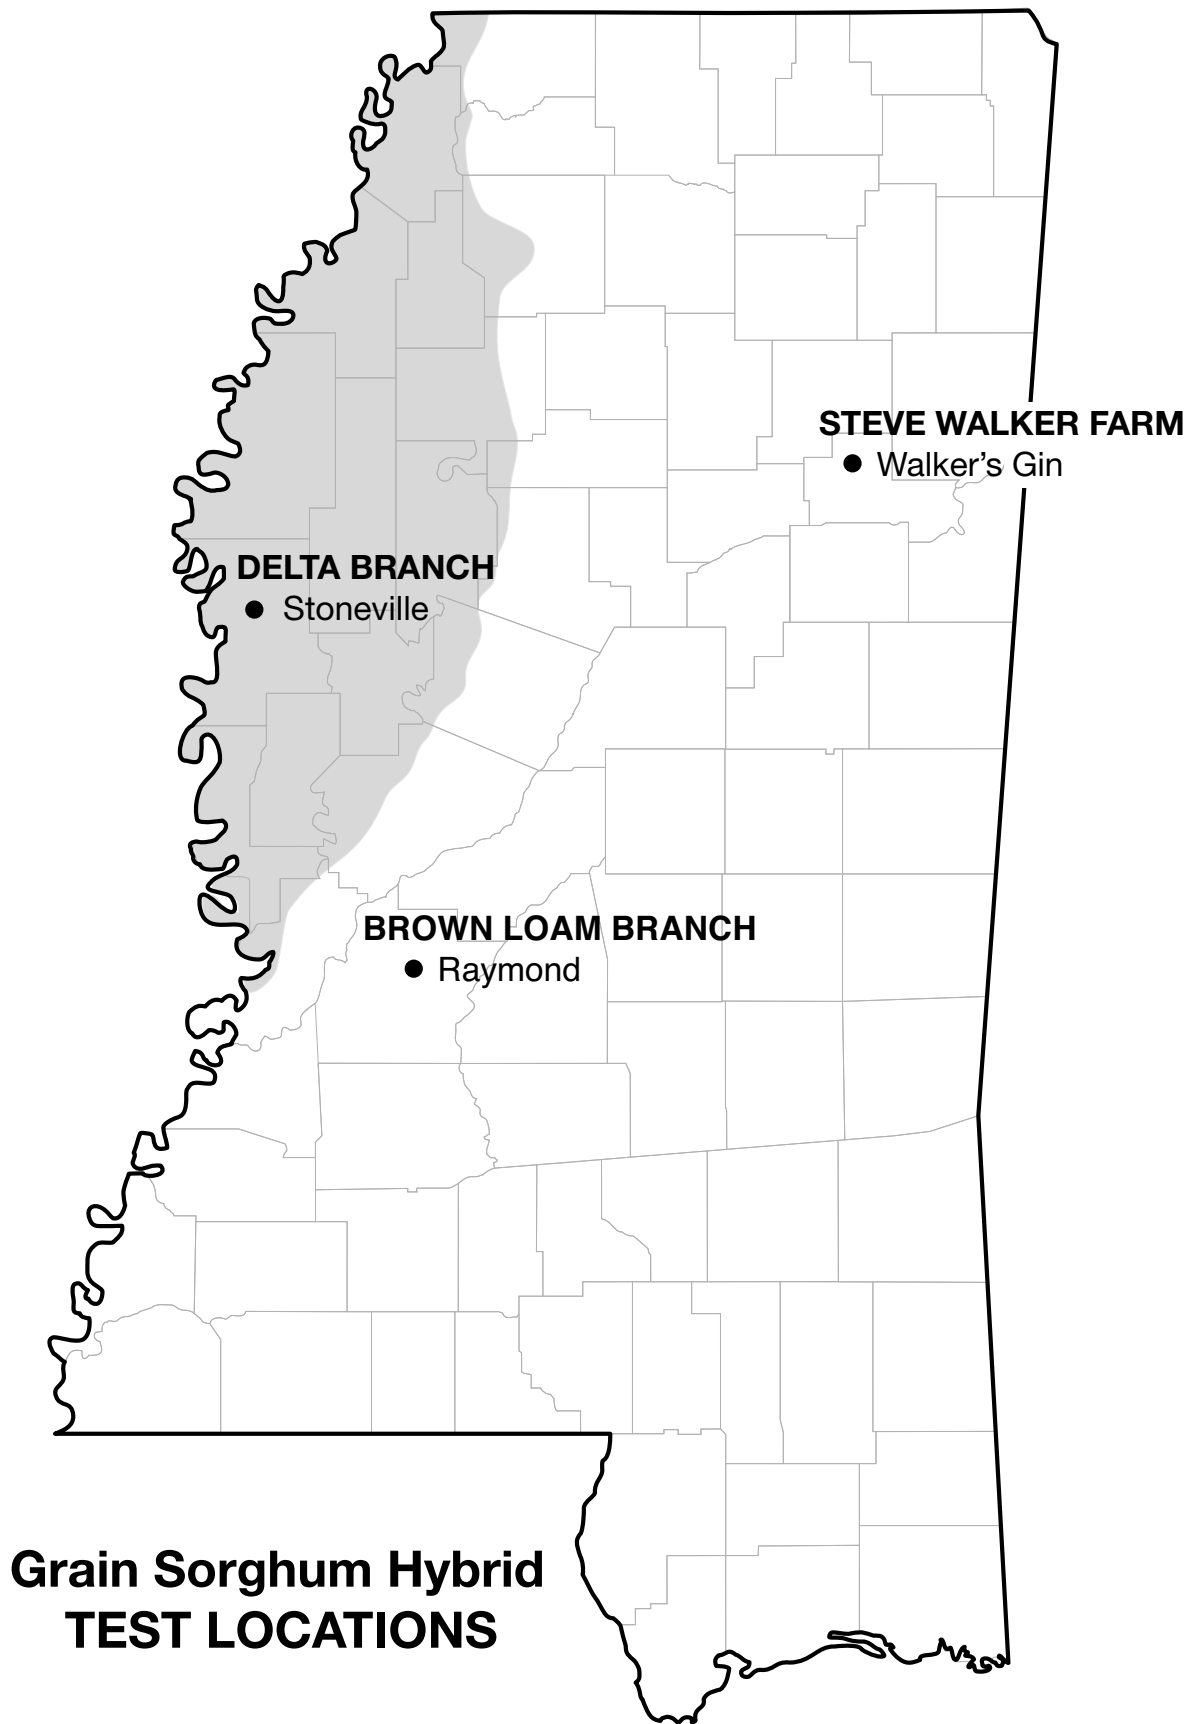 STEVE WALKER FARM
Walker’s Gin
DELTA BRANCH
Stoneville
BROWN LOAM BRANCH
Raymond
Grain Sorghum Hybrid
TEST LOCATIONS